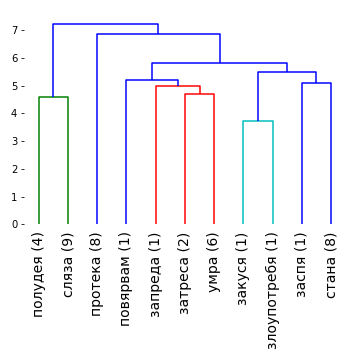 7
6
5
4
3
2
1
0
полудея (4)
сляза (9)
протека (8)
повярвам (1)
запреда (1)
затреса (2)
умра (6)
закуся (1)
злоупотребя (1)
заспя (1)
стана (8)